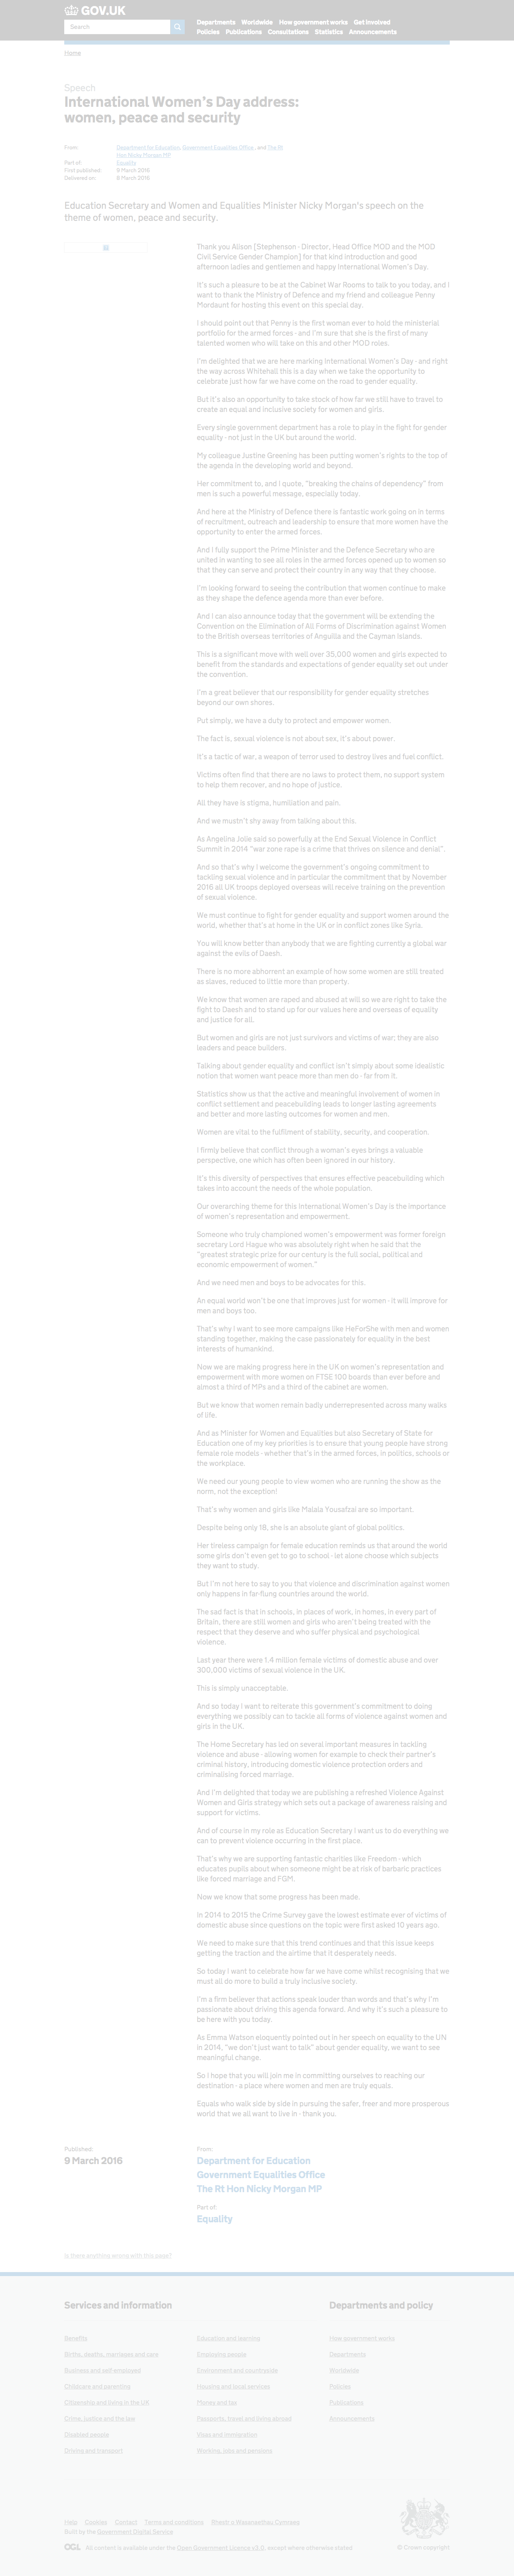 GOV.UK
Search
Departments Worldwide How government works Get involved
Policies Publications Consultations Statistics Announcements
Home
Speech
International Women's Day address:
women, peace and security
From: Department for Education, Government Equalities Office, and The Rt
Hon Nicky Morgan MP
Part of: Equality
First published: 9 March 2016
Delivered on: 8 March 2016
Education Secretary and Women and Equalities Minister Nicky Morgan's speech on the
theme of women, peace and security.
Thank you Alison [Stephenson - Director, Head Office MOD and the MOD
Civil Service Gender Champion] for that kind introduction and good
afternoon ladies and gentlemen and happy International Women's Day.
It's such a pleasure to be at the Cabinet War Rooms to talk to you today, and I
want to thank the Ministry of Defence and my friend and colleague Penny
Mordaunt for hosting this event on this special day.
I should point out that Penny is the first woman ever to hold the ministerial
portfolio for the armed forces - and I'm sure that she is the first of many
talented women who will take on this and other MOD roles.
I'm delighted that we are here marking International Women's Day - and right
the way across Whitehall this is a day when we take the opportunity to
celebrate just how far we have come on the road to gender equality.
But it's also an opportunity to take stock of how far we still have to travel to
create an equal and inclusive society for women and girls.
Every single government department has a role to play in the fight for gender
equality - not just in the UK but around the world.
My colleague Justine Greening has been putting women's rights to the top of
the agenda in the developing world and beyond.
Her commitment to, and I quote, "breaking the chains of dependency" from
men is such a powerful message, especially today.
And here at the Ministry of Defence there is fantastic work going on in terms
of recruitment, outreach and leadership to ensure that more women have the
opportunity to enter the armed forces.
And I fully support the Prime Minister and the Defence Secretary who are
united in wanting to see all roles in the armed forces opened up to women so
that they can serve and protect their country in any way that they choose.
I'm looking forward to seeing the contribution that women continue to make
as they shape the defence agenda more than ever before.
And I can also announce today that the government will be extending the
Convention on the Elimination of All Forms of Discrimination against Women
to the British overseas territories of Anguilla and the Cayman Islands.
This is a significant move with well over 35,000 women and girls expected to
benefit from the standards and expectations of gender equality set out under
the convention.
I'm a great believer that our responsibility for gender equality stretches
beyond our own shores.
Put simply, we have a duty to protect and empower women.
The fact is, sexual violence is not about sex, it's about power.
It's a tactic of war, a weapon of terror used to destroy lives and fuel conflict.
Victims often find that there are no laws to protect them, no support system
to help them recover, and no hope of justice.
All they have is stigma, humiliation and pain.
And we mustn't shy away from talking about this.
As Angelina Jolie said so powerfully at the End Sexual Violence in Conflict
Summit in 2014 "war zone rape is a crime that thrives on silence and denial".
And so that's why I welcome the government's ongoing commitment to
tackling sexual violence and in particular the commitment that by November
2016 all UK troops deployed overseas will receive training on the prevention
of sexual violence.
We must continue to fight for gender equality and support women around the
world, whether that's at home in the UK or in conflict zones like Syria.
You will know better than anybody that we are fighting currently a global war
against the evils of Daesh.
There is no more abhorrent an example of how some women are still treated
as slaves, reduced to little more than property.
We know that women are raped and abused at will so we are right to take the
fight to Daesh and to stand up for our values here and overseas of equality
and justice for all.
But women and girls are not just survivors and victims of war; they are also
leaders and peace builders.
Talking about gender equality and conflict isn't simply about some idealistic
notion that women want peace more than men do - far from it.
Statistics show us that the active and meaningful involvement of women in
conflict settlement and peacebuilding leads to longer lasting agreements
and better and more lasting outcomes for women and men.
Women are vital to the fulfilment of stability, security, and cooperation.
I firmly believe that conflict through a woman's eyes brings a valuable
perspective, one which has often been ignored in our history.
It's this diversity of perspectives that ensures effective peacebuilding which
takes into account the needs of the whole population.
Our overarching theme for this International Women's Day is the importance
of women's representation and empowerment.
Someone who truly championed women's empowerment was former foreign
secretary Lord Hague who was absolutely right when he said that the
"greatest strategic prize for our century is the full social, political and
economic empowerment of women."
And we need men and boys to be advocates for this.
An equal world won't be one that improves just for women - it will improve for
men and boys too.
That's why I want to see more campaigns like HeForShe with men and women
standing together, making the case passionately for equality in the best
interests of humankind.
Now we are making progress here in the UK on women's representation and
empowerment with more women on FTSE 100 boards than ever before and
almost a third of MPs and a third of the cabinet are women.
But we know that women remain badly underrepresented across many walks
of life.
And as Minister for Women and Equalities but also Secretary of State for
Education one of my key priorities is to ensure that young people have strong
female role models - whether that's in the armed forces, in politics, schools or
the workplace.
We need our young people to view women who are running the show as the
norm, not the exception!
That's why women and girls like Malala Yousafzai are so important.
Despite being only 18, she is an absolute giant of global politics.
Her tireless campaign for female education reminds us that around the world
some girls don't even get to go to school - let alone choose which subjects
they want to study.
But I'm not here to say to you that violence and discrimination against women
only happens in far-flung countries around the world.
The sad fact is that in schools, in places of work, in homes, in every part of
Britain, there are still women and girls who aren't being treated with the
respect that they deserve and who suffer physical and psychological
violence.
Last year there were 1.4 million female victims of domestic abuse and over
300,000 victims of sexual violence in the UK.
This is simply unacceptable.
And so today I want to reiterate this government's commitment to doing
everything we possibly can to tackle all forms of violence against women and
girls in the UK.
The Home Secretary has led on several important measures in tackling
violence and abuse - allowing women for example to check their partner's
criminal history, introducing domestic violence protection orders and
criminalising forced marriage.
And I'm delighted that today we are publishing a refreshed Violence Against
Women and Girls strategy which sets out a package of awareness raising and
support for victims.
And of course in my role as Education Secretary I want us to do everything we
can to prevent violence occurring in the first place.
That's why we are supporting fantastic charities like Freedom - which
educates pupils about when someone might be at risk of barbaric practices
like forced marriage and FGM.
Now we know that some progress has been made.
In 2014 to 2015 the Crime Survey gave the lowest estimate ever of victims of
domestic abuse since questions on the topic were first asked 10 years ago.
We need to make sure that this trend continues and that this issue keeps
getting the traction and the airtime that it desperately needs.
So today I want to celebrate how far we have come whilst recognising that we
must all do more to build a truly inclusive society.
I'm a firm believer that actions speak louder than words and that's why I'm
passionate about driving this agenda forward. And why it's such a pleasure to
be here with you today.
As Emma Watson eloquently pointed out in her speech on equality to the UN
in 2014, "we don't just want to talk" about gender equality, we want to see
meaningful change.
So I hope that you will join me in committing ourselves to reaching our
destination - a place where women and men are truly equals.
Equals who walk side by side in pursuing the safer, freer and more prosperous
world that we all want to live in - thank you.
Published: From:
9 March 2016 Department for Education
Government Equalities Office
The Rt Hon Nicky Morgan MP
Part of:
Equality
Is there anything wrong with this page?
Services and information Departments and policy
Benefits Education and learning How government works
Births, deaths, marriages and care Employing people Departments
Business and self-employed Environment and countryside Worldwide
Childcare and parenting Housing and local services Policies
Citizenship and living in the UK Money and tax Publications
Crime, justice and the law Passports, travel and living abroad Announcements
Disabled people Visas and immigration
Driving and transport Working, jobs and pensions
Help Cookies Contact Terms and conditions Rhestr o Wasanaethau Cymraeg
Built by the Government Digital Service
OGL All content is available under the Open Government Licence v3.0, except where otherwise stated © Crown copyright